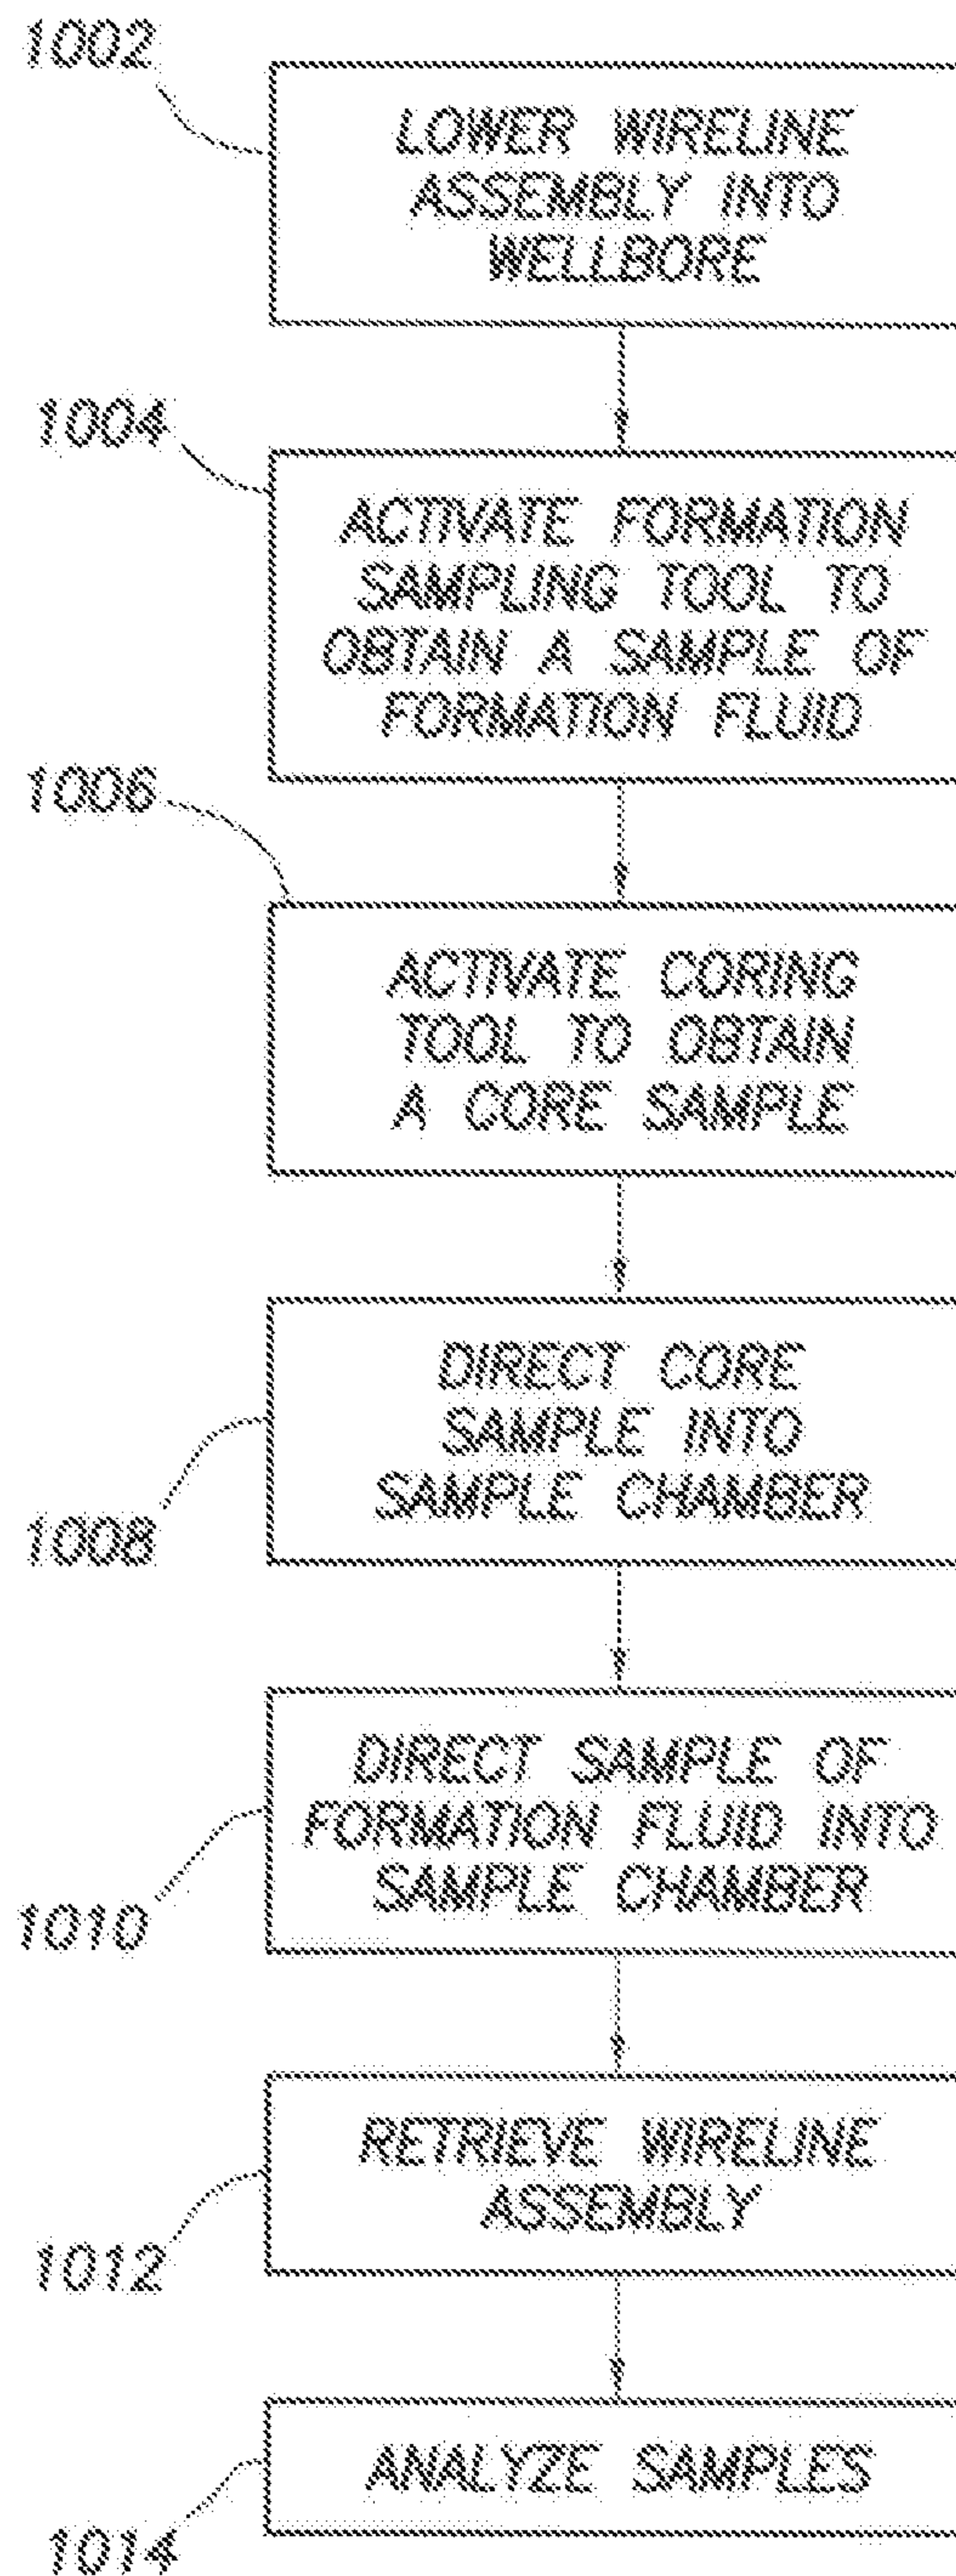 1002
LOWER WIRELINE
ASSEMBLY INTO
WELLBORE
1004
ACTIVATE FORMATION
SAMPLING TOOL TO
OBTAIN A SAMPLE OF
FORMATION FLUID
1006
ACTIVATE CORING
TOOL TO OBTAIN
A CORE SAMPLE
DIRECT CORE
SAMPLE INTO
SAMPLE CHAMBER
1008
DIRECT SAMPLE OF
FORMATION FLUID INTO
SAMPLE CHAMBER
1010
RETRIEVE WIRELINE
ASSEMBLY
1012
ANALYZE SAMPLES
1014